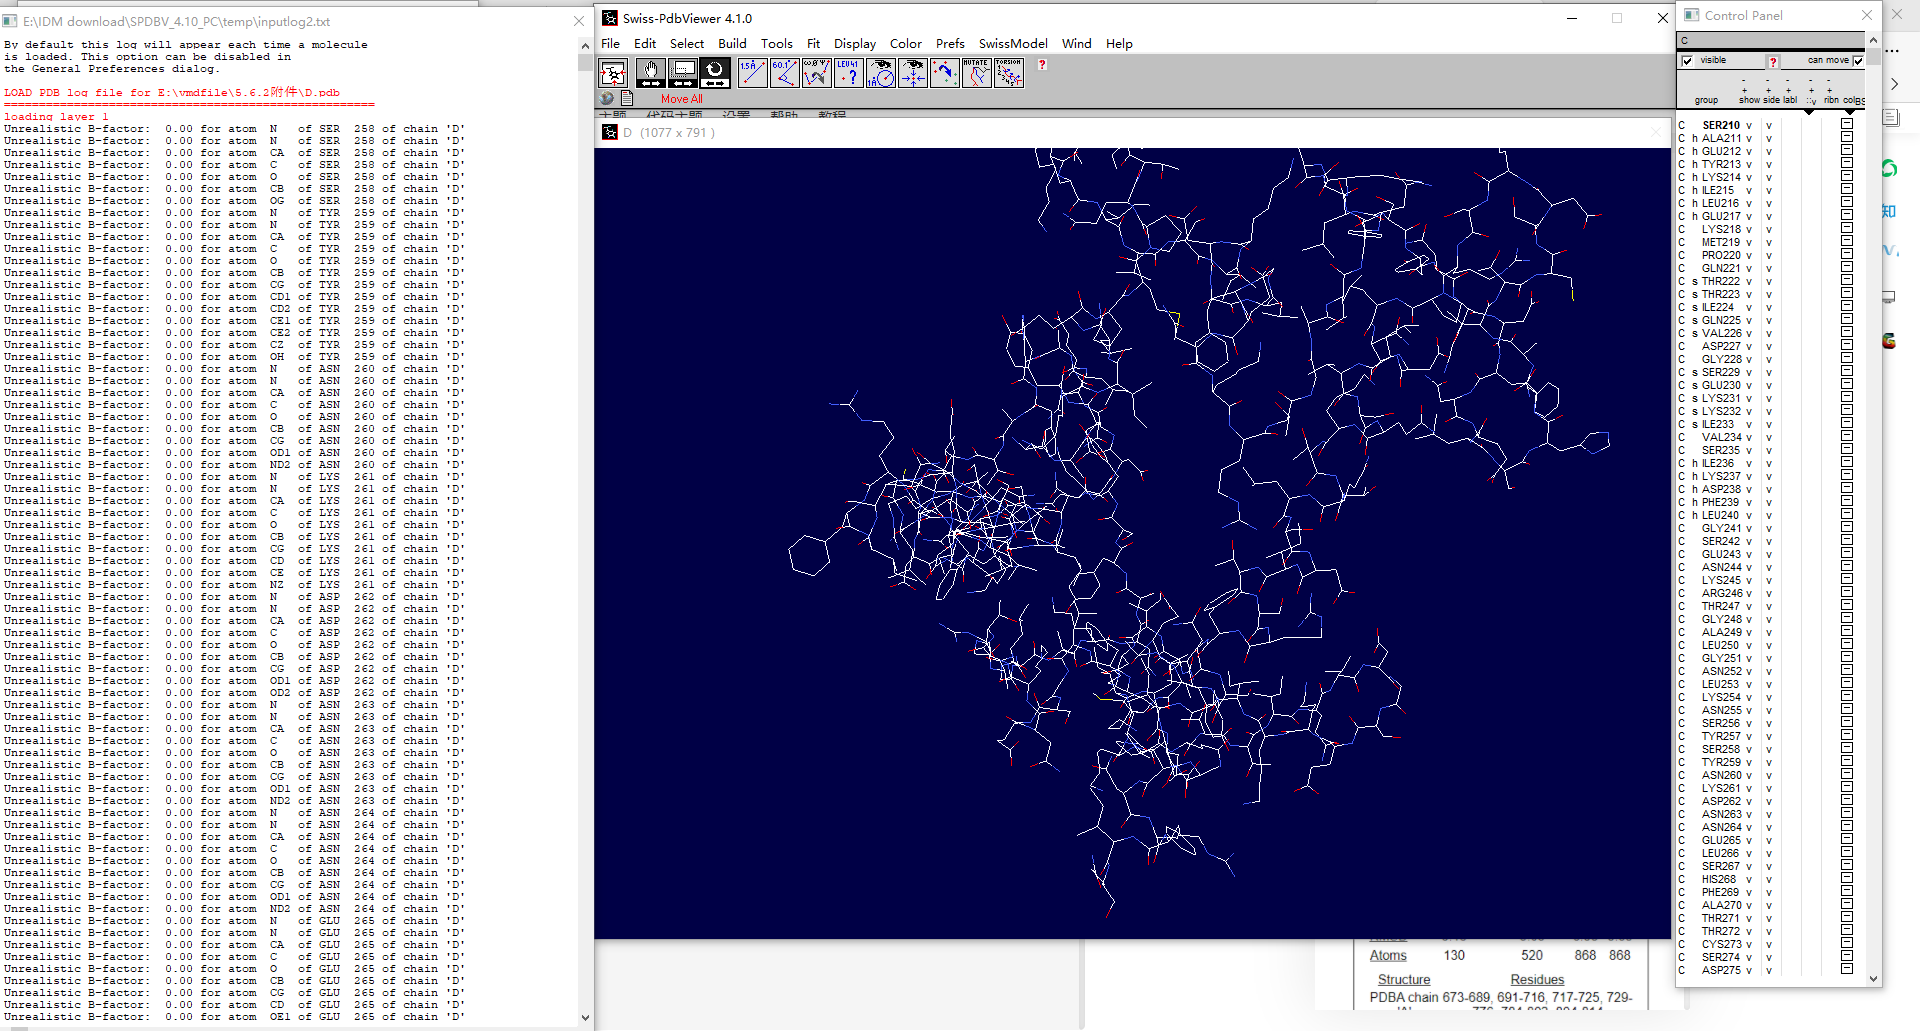 E:\IDM download\SPDBV_4.10_PC\temp\inputlog2.txt
By default this log will appear each time a molecule
is loaded. This option can be disabled in
the General Preferences dialog.
LOAD PDB log file for E:\vmdfile\5.6.2附件\D.pdb
=====================================================
loading layer 1
Unrealistic B-factor:  0.00 for atom  N   of SER  258 of chain 'D'
Unrealistic B-factor:  0.00 for atom  N   of SER  258 of chain 'D'
Unrealistic B-factor:  0.00 for atom  CA  of SER  258 of chain 'D'
Unrealistic B-factor:  0.00 for atom  C   of SER  258 of chain 'D'
Unrealistic B-factor:  0.00 for atom  O   of SER  258 of chain 'D'
Unrealistic B-factor:  0.00 for atom  CB  of SER  258 of chain 'D'
Unrealistic B-factor:  0.00 for atom  OG  of SER  258 of chain 'D'
Unrealistic B-factor:  0.00 for atom  N   of TYR  259 of chain 'D'
Unrealistic B-factor:  0.00 for atom  N   of TYR  259 of chain 'D'
Unrealistic B-factor:  0.00 for atom  CA  of TYR  259 of chain 'D'
Unrealistic B-factor:  0.00 for atom  C   of TYR  259 of chain 'D'
Unrealistic B-factor:  0.00 for atom  O   of TYR  259 of chain 'D'
Unrealistic B-factor:  0.00 for atom  CB  of TYR  259 of chain 'D'
Unrealistic B-factor:  0.00 for atom  CG  of TYR  259 of chain 'D'
Unrealistic B-factor:  0.00 for atom  CD1 of TYR  259 of chain 'D'
Unrealistic B-factor:  0.00 for atom  CD2 of TYR  259 of chain 'D'
Unrealistic B-factor:  0.00 for atom  CE1 of TYR  259 of chain 'D'
Unrealistic B-factor:  0.00 for atom  CE2 of TYR  259 of chain 'D'
Unrealistic B-factor:  0.00 for atom  CZ  of TYR  259 of chain 'D'
Unrealistic B-factor:  0.00 for atom  OH  of TYR  259 of chain 'D'
Unrealistic B-factor:  0.00 for atom  N   of ASN  260 of chain 'D'
Unrealistic B-factor:  0.00 for atom  N   of ASN  260 of chain 'D'
Unrealistic B-factor:  0.00 for atom  CA  of ASN  260 of chain 'D'
Unrealistic B-factor:  0.00 for atom  C   of ASN  260 of chain 'D'
Unrealistic B-factor:  0.00 for atom  O   of ASN  260 of chain 'D'
Unrealistic B-factor:  0.00 for atom  CB  of ASN  260 of chain 'D'
Unrealistic B-factor:  0.00 for atom  CG  of ASN  260 of chain 'D'
Unrealistic B-factor:  0.00 for atom  OD1 of ASN  260 of chain 'D'
Unrealistic B-factor:  0.00 for atom  ND2 of ASN  260 of chain 'D'
Unrealistic B-factor:  0.00 for atom  N   of LYS  261 of chain 'D'
Unrealistic B-factor:  0.00 for atom  N   of LYS  261 of chain 'D'
Unrealistic B-factor:  0.00 for atom  CA  of LYS  261 of chain 'D'
Unrealistic B-factor:  0.00 for atom  C   of LYS  261 of chain 'D'
Unrealistic B-factor:  0.00 for atom  O   of LYS  261 of chain 'D'
Unrealistic B-factor:  0.00 for atom  CB  of LYS  261 of chain 'D'
Unrealistic B-factor:  0.00 for atom  CG  of LYS  261 of chain 'D'
Unrealistic B-factor:  0.00 for atom  CD  of LYS  261 of chain 'D'
Unrealistic B-factor:  0.00 for atom  CE  of LYS  261 of chain 'D'
Unrealistic B-factor:  0.00 for atom  NZ  of LYS  261 of chain 'D'
Unrealistic B-factor:  0.00 for atom  N   of ASP  262 of chain 'D'
Unrealistic B-factor:  0.00 for atom  N   of ASP  262 of chain 'D'
Unrealistic B-factor:  0.00 for atom  CA  of ASP  262 of chain 'D'
Unrealistic B-factor:  0.00 for atom  C   of ASP  262 of chain 'D'
Unrealistic B-factor:  0.00 for atom  O   of ASP  262 of chain 'D'
Unrealistic B-factor:  0.00 for atom  CB  of ASP  262 of chain 'D'
Unrealistic B-factor:  0.00 for atom  CG  of ASP  262 of chain 'D'
Unrealistic B-factor:  0.00 for atom  OD1 of ASP  262 of chain 'D'
Unrealistic B-factor:  0.00 for atom  OD2 of ASP  262 of chain 'D'
Unrealistic B-factor:  0.00 for atom  N   of ASN  263 of chain 'D'
Unrealistic B-factor:  0.00 for atom  N   of ASN  263 of chain 'D'
Unrealistic B-factor:  0.00 for atom  CA  of ASN  263 of chain 'D'
Unrealistic B-factor:  0.00 for atom  C   of ASN  263 of chain 'D'
Unrealistic B-factor:  0.00 for atom  O   of ASN  263 of chain 'D'
Unrealistic B-factor:  0.00 for atom  CB  of ASN  263 of chain 'D'
Unrealistic B-factor:  0.00 for atom  CG  of ASN  263 of chain 'D'
Unrealistic B-factor:  0.00 for atom  OD1 of ASN  263 of chain 'D'
Unrealistic B-factor:  0.00 for atom  ND2 of ASN  263 of chain 'D'
Unrealistic B-factor:  0.00 for atom  N   of ASN  264 of chain 'D'
Unrealistic B-factor:  0.00 for atom  N   of ASN  264 of chain 'D'
Unrealistic B-factor:  0.00 for atom  CA  of ASN  264 of chain 'D'
Unrealistic B-factor:  0.00 for atom  C   of ASN  264 of chain 'D'
Unrealistic B-factor:  0.00 for atom  O   of ASN  264 of chain 'D'
Unrealistic B-factor:  0.00 for atom  CB  of ASN  264 of chain 'D'
Unrealistic B-factor:  0.00 for atom  CG  of ASN  264 of chain 'D'
Unrealistic B-factor:  0.00 for atom  OD1 of ASN  264 of chain 'D'
Unrealistic B-factor:  0.00 for atom  ND2 of ASN  264 of chain 'D'
Unrealistic B-factor:  0.00 for atom  N   of GLU  265 of chain 'D'
Unrealistic B-factor:  0.00 for atom  N   of GLU  265 of chain 'D'
Unrealistic B-factor:  0.00 for atom  CA  of GLU  265 of chain 'D'
Unrealistic B-factor:  0.00 for atom  C   of GLU  265 of chain 'D'
Unrealistic B-factor:  0.00 for atom  O   of GLU  265 of chain 'D'
Unrealistic B-factor:  0.00 for atom  CB  of GLU  265 of chain 'D'
Unrealistic B-factor:  0.00 for atom  CG  of GLU  265 of chain 'D'
Unrealistic B-factor:  0.00 for atom  CD  of GLU  265 of chain 'D'
Unrealistic B-factor:  0.00 for atom  OE1 of GLU  265 of chain 'D'
Swiss-PdbViewer 4.1.0
File Edit Select Build Tools Fit Display Color Prefs SwissModel Wind Help
1.5Å 60.1° ω,Φ Ψ LEU41 ? 1Å MUTATE TORSION ?
Move All
主题 代码主题 设置 帮助 教程
D (1077 x 791 )
Atoms 130 520 868 868
Structure Residues
PDBA chain 673-689, 691-716, 717-725, 729-
Control Panel
C
visible ? can move
- - - - -
+ + + + +
group show side labl ::v ribn col BS
C SER210 v v
C h ALA211 v v
C h GLU212 v v
C h TYR213 v v
C h LYS214 v v
C h ILE215 v v
C h LEU216 v v
C h GLU217 v v
C LYS218 v v
C MET219 v v
C PRO220 v v
C GLN221 v v
C s THR222 v v
C s THR223 v v
C s ILE224 v v
C s GLN225 v v
C s VAL226 v v
C ASP227 v v
C GLY228 v v
C s SER229 v v
C s GLU230 v v
C s LYS231 v v
C s LYS232 v v
C s ILE233 v v
C VAL234 v v
C SER235 v v
C h ILE236 v v
C h LYS237 v v
C h ASP238 v v
C h PHE239 v v
C h LEU240 v v
C GLY241 v v
C SER242 v v
C GLU243 v v
C ASN244 v v
C LYS245 v v
C ARG246 v v
C THR247 v v
C GLY248 v v
C ALA249 v v
C LEU250 v v
C GLY251 v v
C ASN252 v v
C LEU253 v v
C LYS254 v v
C ASN255 v v
C SER256 v v
C TYR257 v v
C SER258 v v
C TYR259 v v
C ASN260 v v
C LYS261 v v
C ASP262 v v
C ASN263 v v
C ASN264 v v
C GLU265 v v
C LEU266 v v
C SER267 v v
C HIS268 v v
C PHE269 v v
C ALA270 v v
C THR271 v v
C THR272 v v
C CYS273 v v
C SER274 v v
C ASP275 v v
知